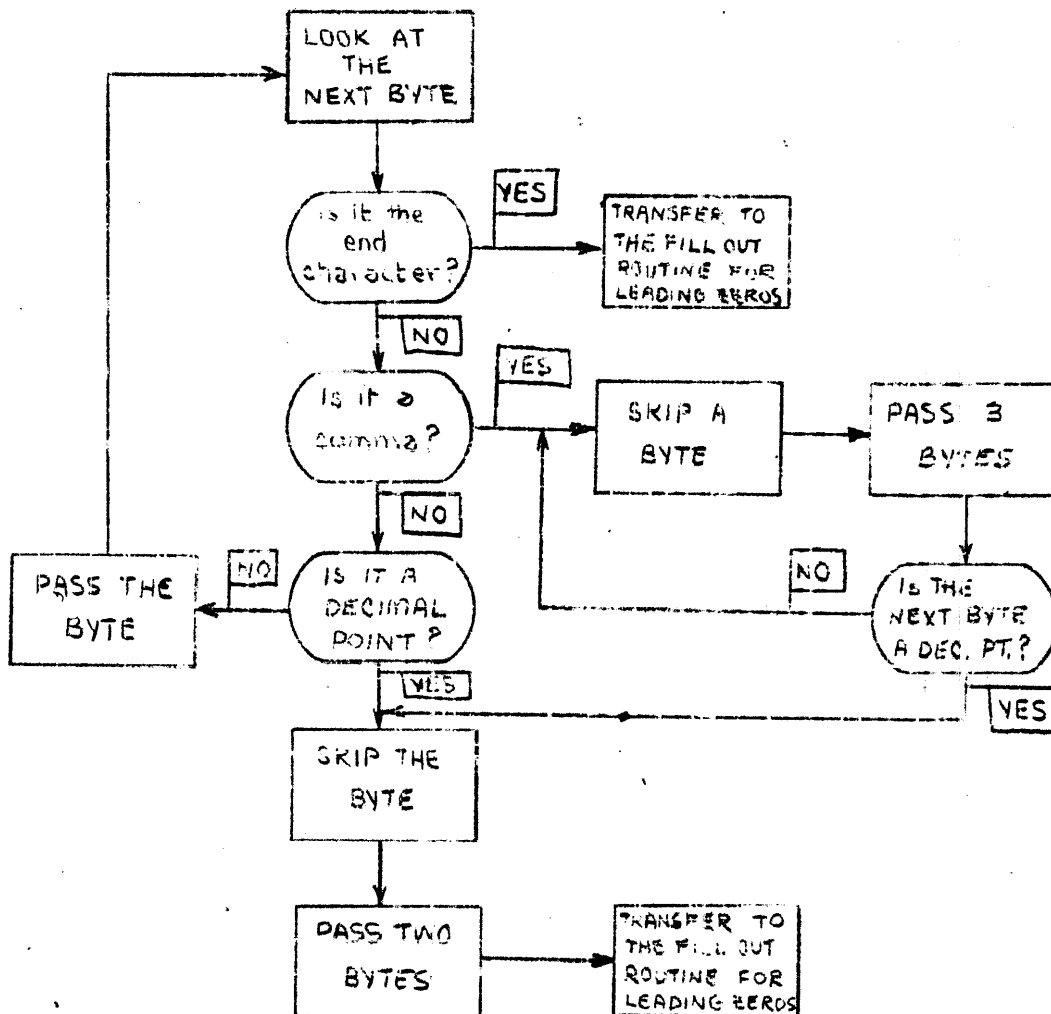 LOOK AT
THE
NEXT BYTE
Is it the
end
character?
YES
TRANSFER TO
THE FILL OUT
ROUTINE FOR
LEADING ZEROS
NO
Is it a
comma?
YES
SKIP A
BYTE
PASS 3
BYTES
NO
IS IT A
DECIMAL
POINT?
NO
PASS THE
BYTE
NO
IS THE
NEXT BYTE
A DEC. PT.?
YES
YES
SKIP THE
BYTE
PASS TWO
BYTES
TRANSFER TO
THE FILL OUT
ROUTINE FOR
LEADING ZEROS